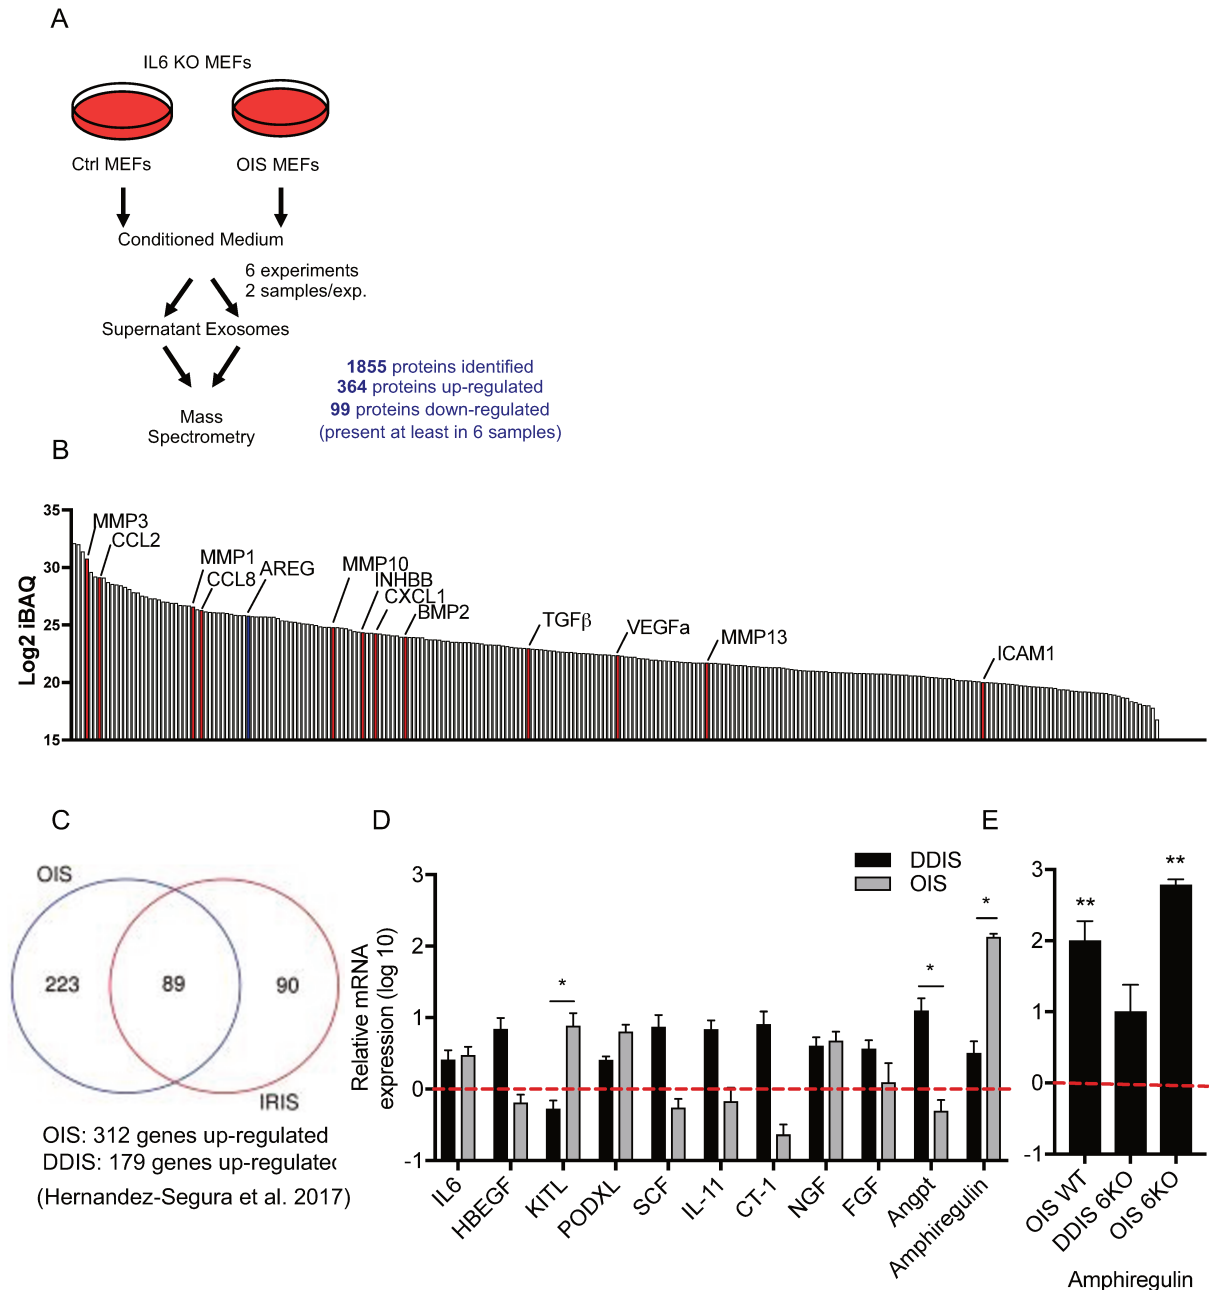 A
IL6 KO MEFs
Ctrl MEFs
OIS MEFs
Conditioned Medium
6 experiments
2 samples/exp.
Supernatant Exosomes
1855 proteins identified
364 proteins up-regulated
99 proteins down-regulated
(present at least in 6 samples)
Mass
Spectrometry
B
Log2 iBAQ
35
30
25
20
15
MMP3
CCL2
MMP1
CCL8
AREG
MMP10
INHBB
CXCL1
BMP2
TGFβ
VEGFa
MMP13
ICAM1
C
OIS
223
89
90
IRIS
OIS: 312 genes up-regulated
DDIS: 179 genes up-regulated
(Hernandez-Segura et al. 2017)
D
DDIS
OIS
Relative mRNA
expression (log 10)
3
2
1
0
-1
*
*
*
IL6
HBEGF
KITL
PODXL
SCF
IL-11
CT-1
NGF
FGF
Angpt
Amphiregulin
E
3
2
1
0
-1
**
**
OIS WT
DDIS 6KO
OIS 6KO
Amphiregulin